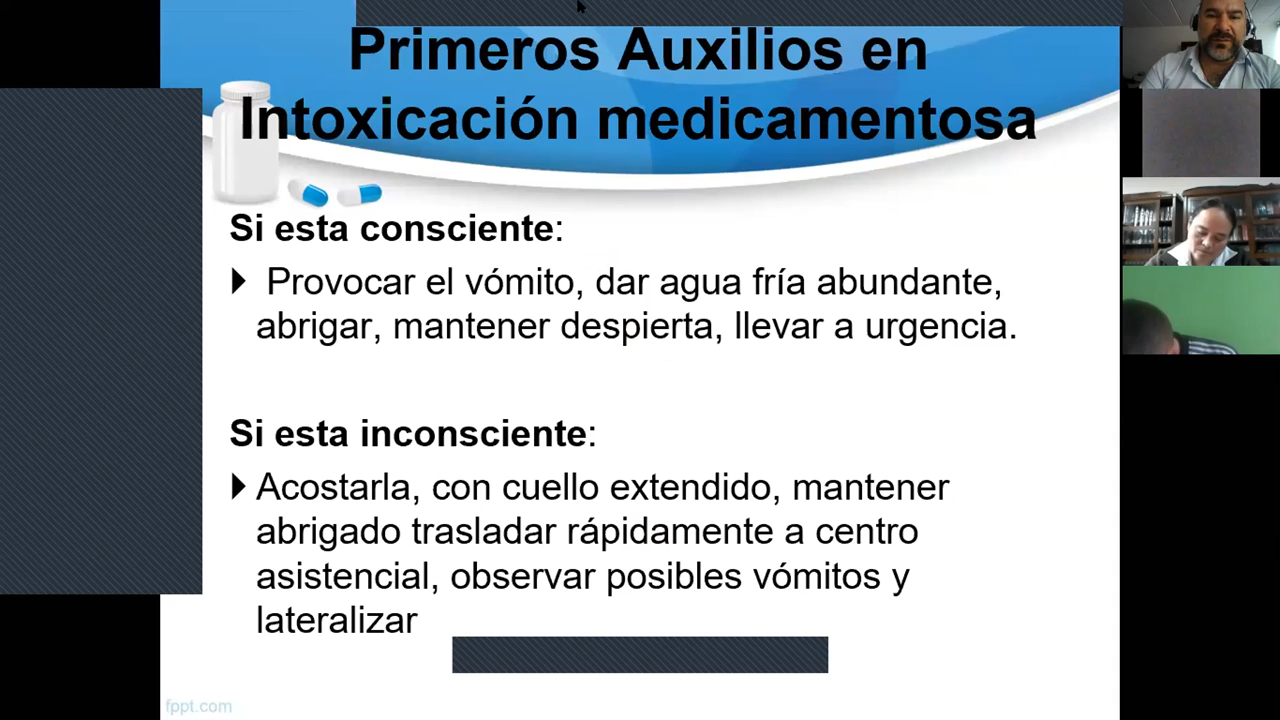 Primeros Auxilios en
Intoxicación medicamentosa
Si esta consciente:
Provocar el vómito, dar agua fría abundante,
abrigar, mantener despierta, llevar a urgencia.
Si esta inconsciente:
Acostarla, con cuello extendido, mantener
abrigado trasladar rápidamente a centro
asistencial, observar posibles vómitos y
lateralizar
fppt.com